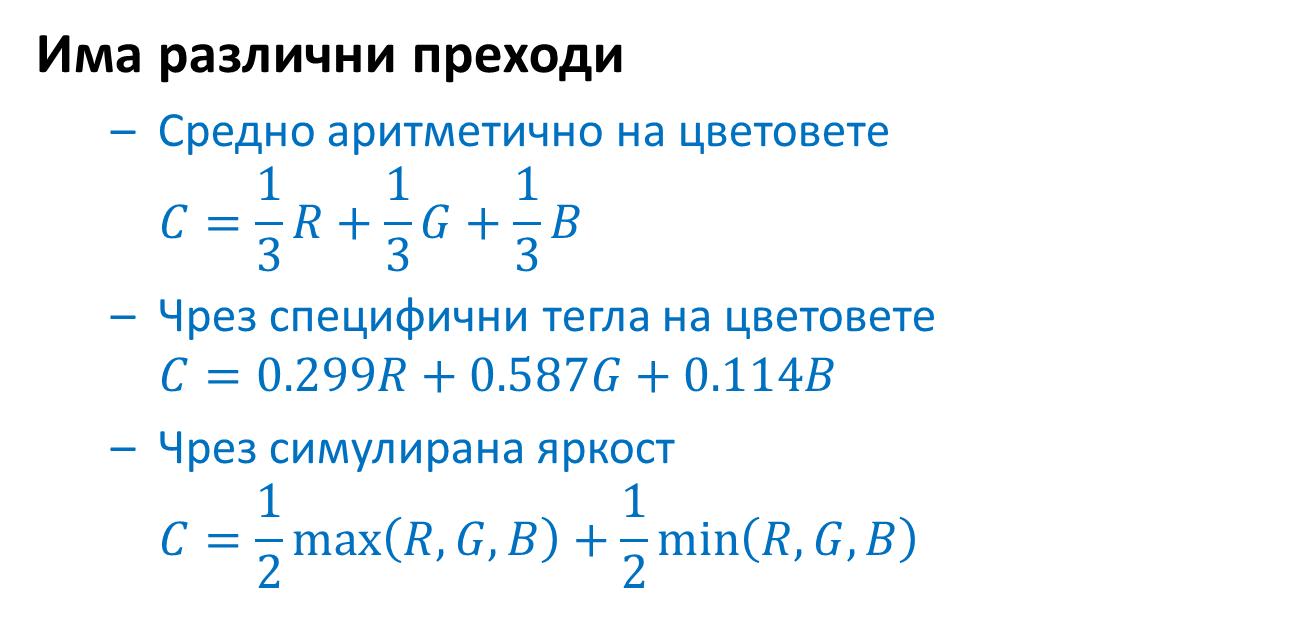 Има различни преходи
– Средно аритметично на цветовете
C = 1/3 R + 1/3 G + 1/3 B
– Чрез специфични тегла на цветовете
C = 0.299R + 0.587G + 0.114B
– Чрез симулирана яркост
C = 1/2 max(R, G, B) + 1/2 min(R, G, B)